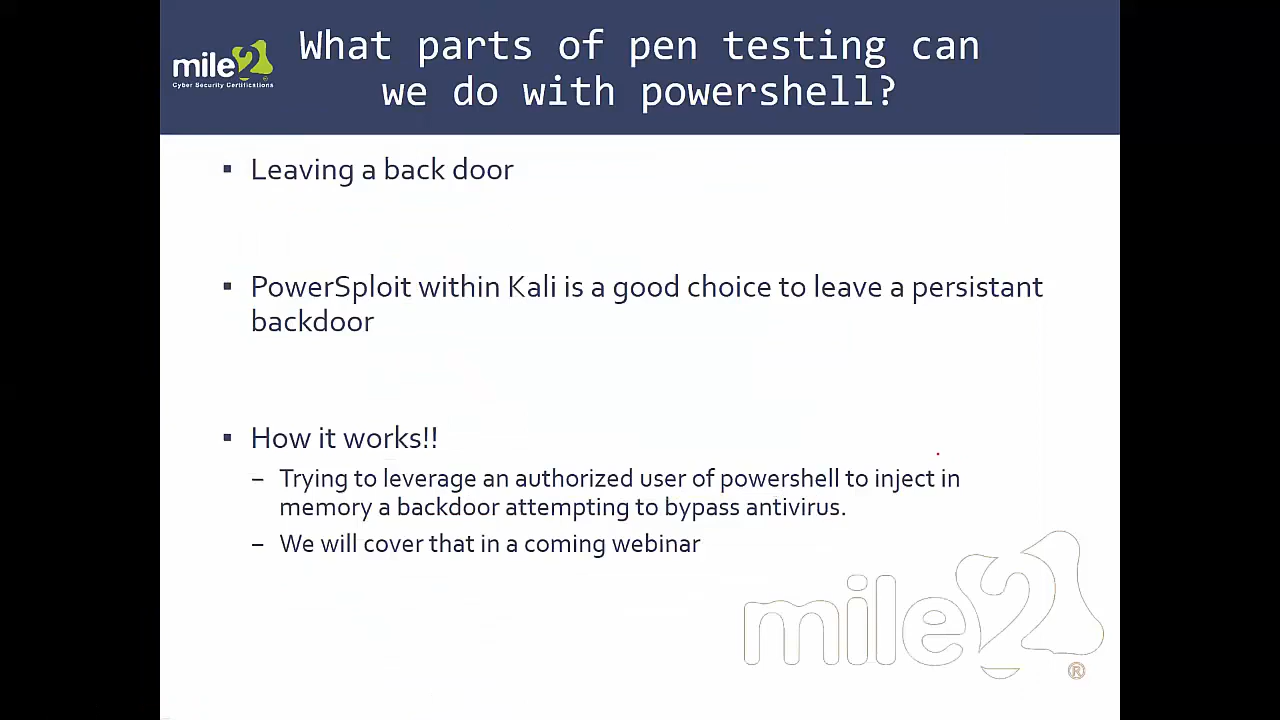 What parts of pen testing can
we do with powershell?
mile2
Cyber Security Certifications
▪ Leaving a back door
▪ PowerSploit within Kali is a good choice to leave a persistant
backdoor
▪ How it works!!
– Trying to leverage an authorized user of powershell to inject in
memory a backdoor attempting to bypass antivirus.
– We will cover that in a coming webinar
mile2
®